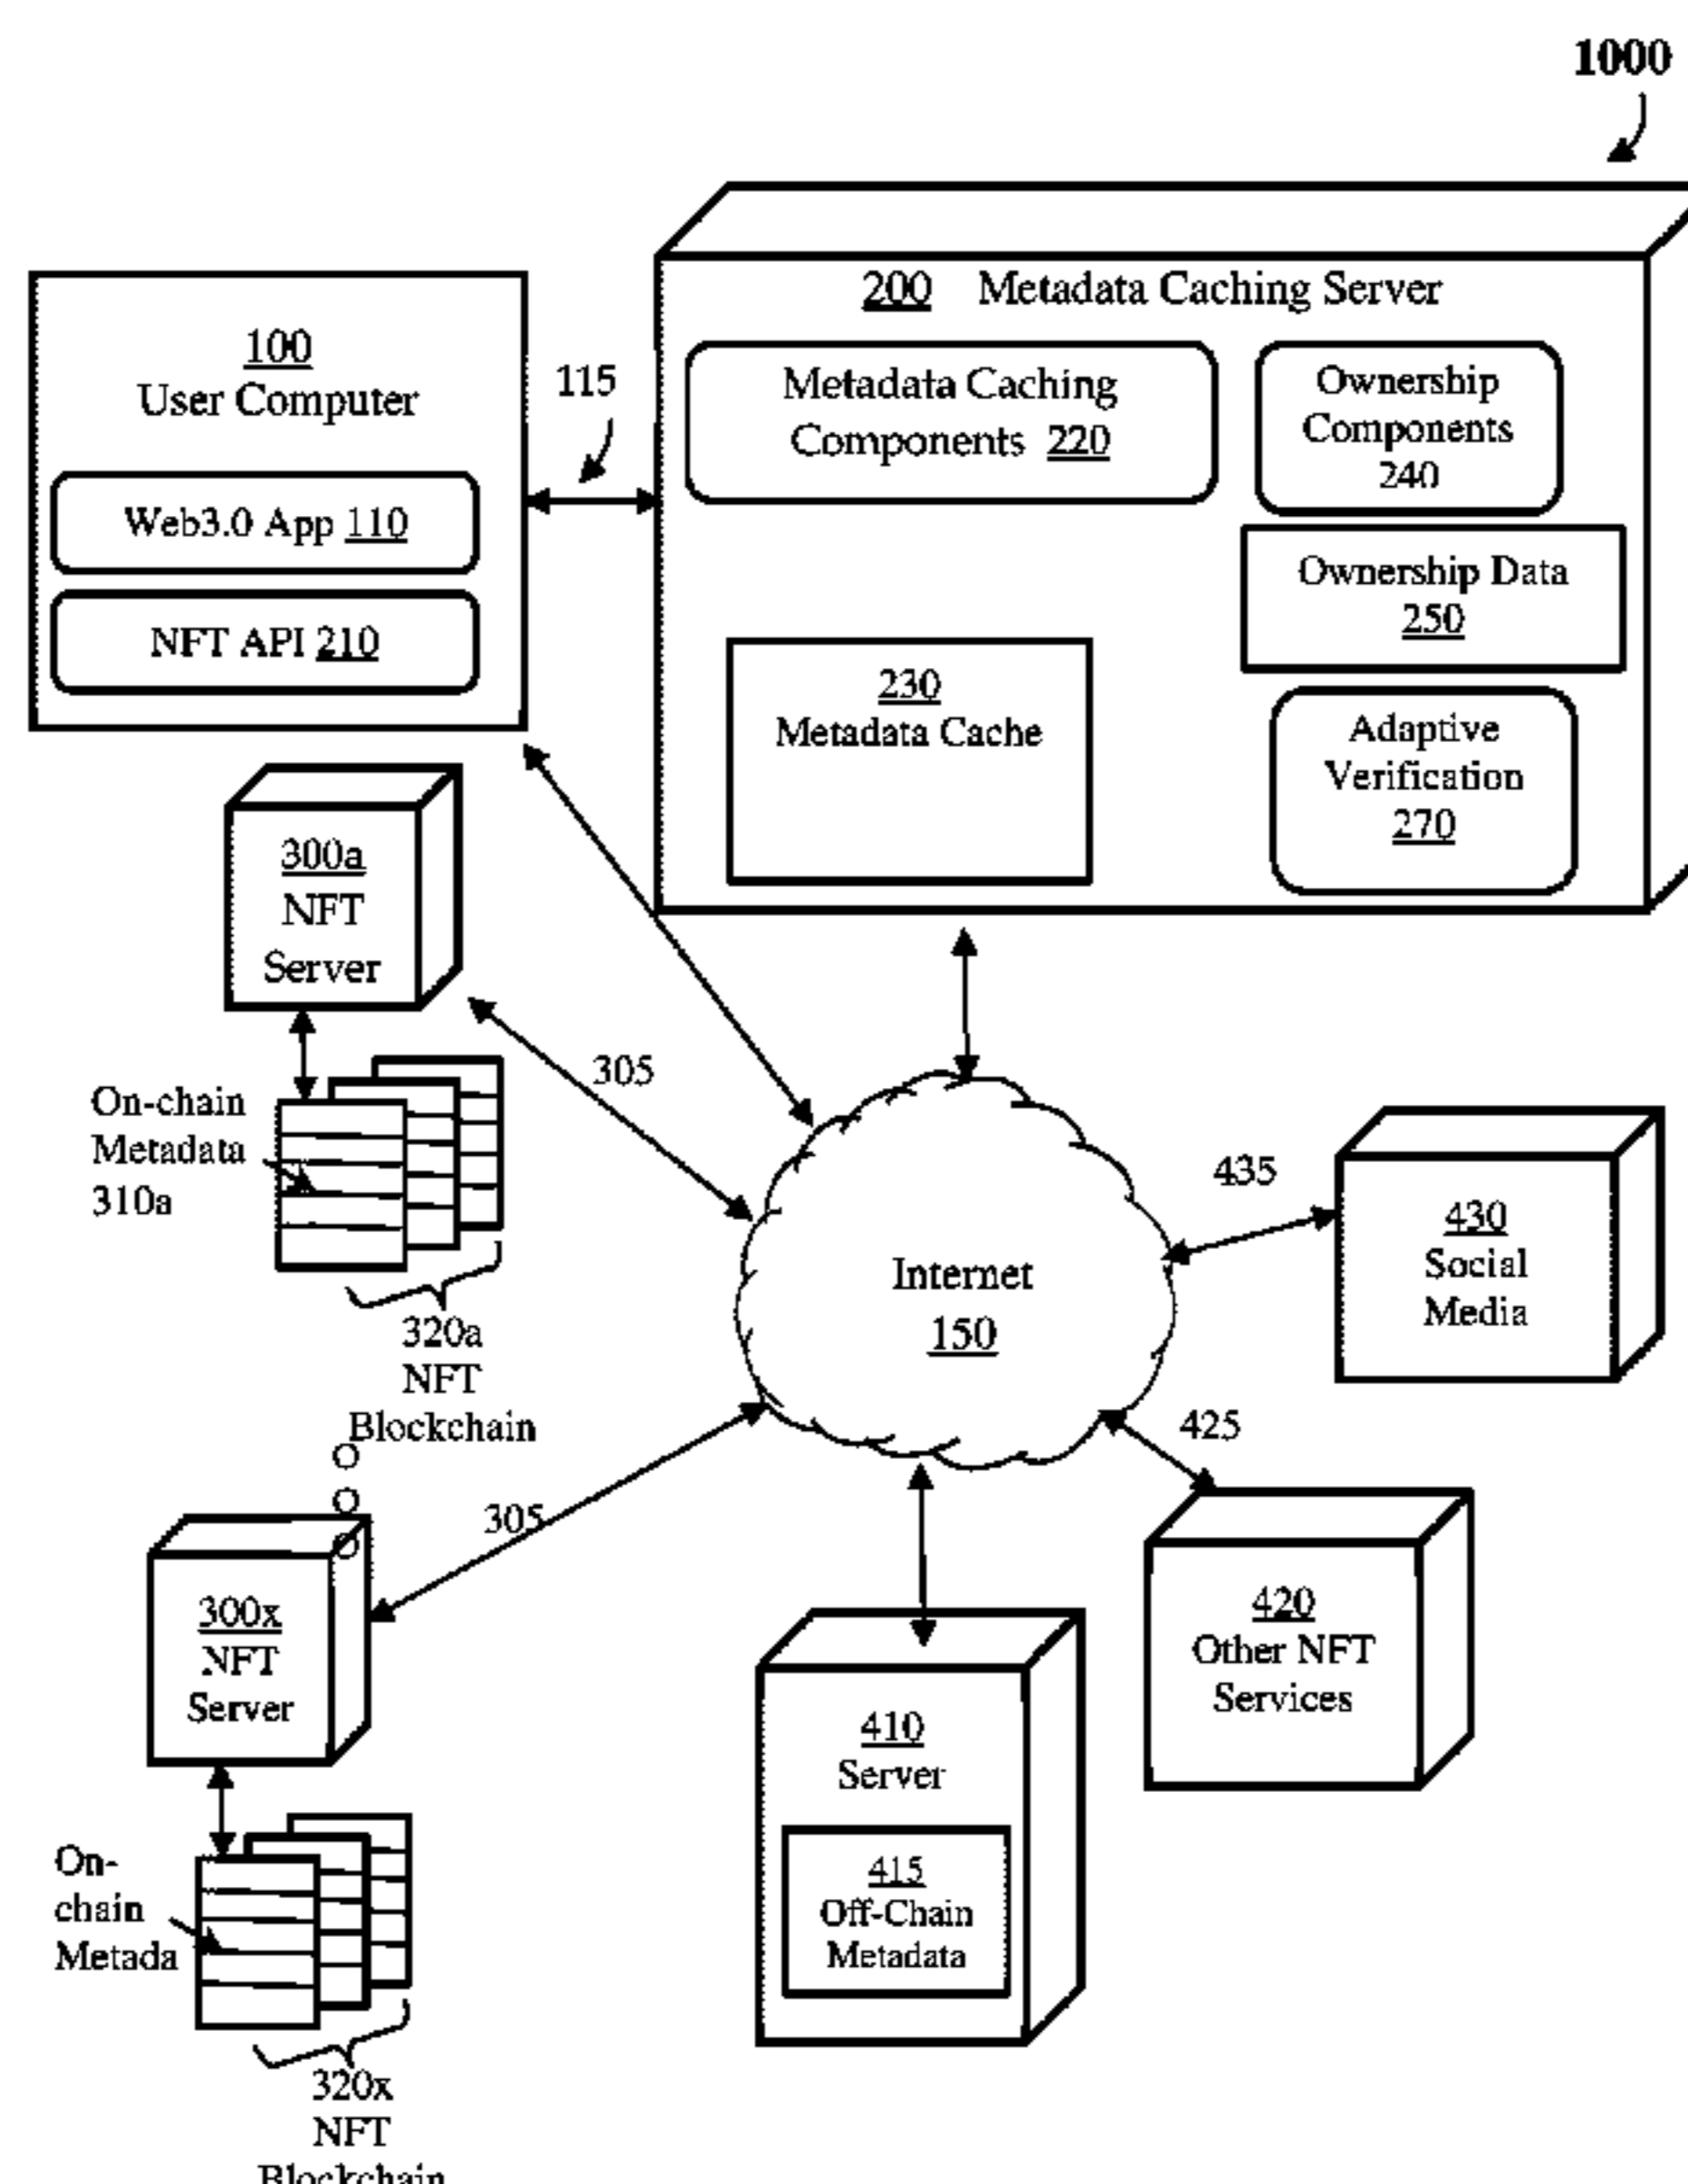 1000
200 Metadata Caching Server
100
User Computer
Web3.0 App 110
NFT API 210
115
Metadata Caching
Components 220
Ownership
Components
240
Ownership Data
250
230
Metadata Cache
Adaptive
Verification
270
300a
NFT
Server
305
On-chain
Metadata
310a
320a
NFT
Blockchain
O
O
O
Internet
150
435
430
Social
Media
425
420
Other NFT
Services
305
300x
NFT
Server
410
Server
415
Off-Chain
Metadata
On-
chain
Metada
320x
NFT
Blockchain